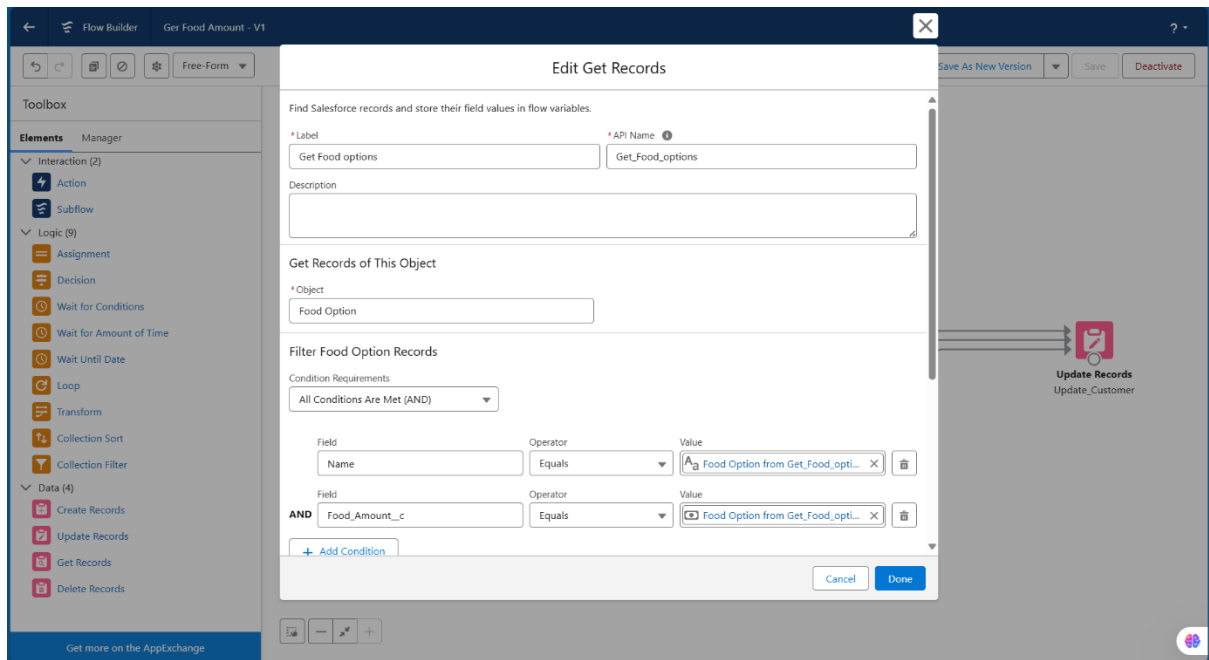 Flow Builder Ger Food Amount - V1 ?
Free-Form Save As New Version Save Deactivate
Edit Get Records
Toolbox
Elements Manager
Interaction (2)
Action
Subflow
Logic (9)
Assignment
Decision
Wait for Conditions
Wait for Amount of Time
Wait Until Date
Loop
Transform
Collection Sort
Collection Filter
Data (4)
Create Records
Update Records
Get Records
Delete Records
Get more on the AppExchange
Find Salesforce records and store their field values in flow variables.
* Label * API Name
Get Food options Get_Food_options
Description
Get Records of This Object
* Object
Food Option
Filter Food Option Records
Condition Requirements
All Conditions Are Met (AND)
Field Operator Value
Name Equals Aa Food Option from Get_Food_opti...
Field Operator Value
AND Food_Amount__c Equals Food Option from Get_Food_opti...
+ Add Condition
Cancel Done
Update Records
Update_Customer